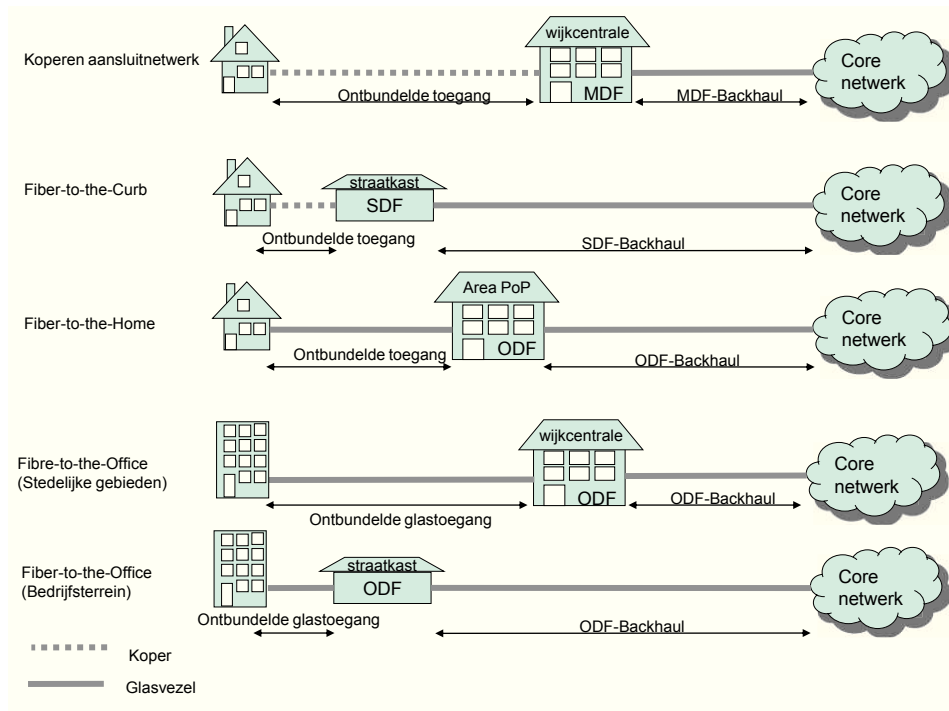 Koperen aansluitnetwerk
wijkcentrale
MDF
Core
netwerk
Ontbundelde toegang
MDF-Backhaul
Fiber-to-the-Curb
straatkast
SDF
Core
netwerk
Ontbundelde toegang
SDF-Backhaul
Fiber-to-the-Home
Area PoP
ODF
Core
netwerk
Ontbundelde toegang
ODF-Backhaul
Fibre-to-the-Office
(Stedelijke gebieden)
wijkcentrale
ODF
Core
netwerk
Ontbundelde glastoegang
ODF-Backhaul
Fiber-to-the-Office
(Bedrijfsterrein)
straatkast
ODF
Core
netwerk
Ontbundelde glastoegang
ODF-Backhaul
Koper
Glasvezel